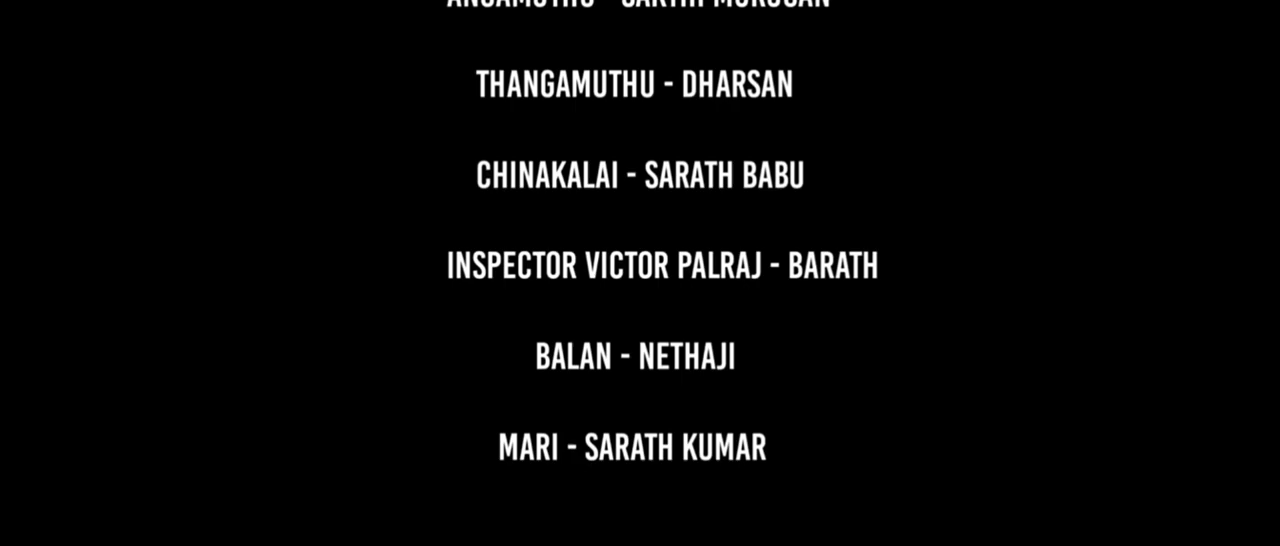 THANGAMUTHU - DHARSAN
CHINAKALAI - SARATH BABU
INSPECTOR VICTOR PALRAJ - BARATH
BALAN - NETHAJI
MARI - SARATH KUMAR